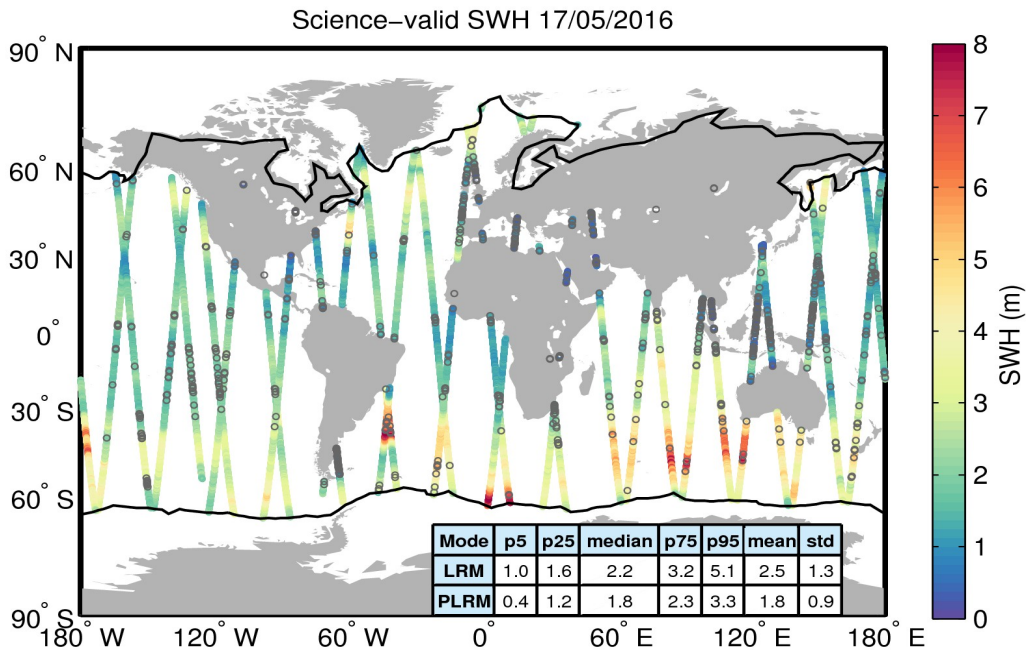 Science−valid SWH 17/05/2016
90° N
60° N
30° N
0°
30° S
60° S
90° S
180° W
120° W
60° W
0°
60° E
120° E
180° E
Mode p5 p25 median p75 p95 mean std
LRM 1.0 1.6 2.2 3.2 5.1 2.5 1.3
PLRM 0.4 1.2 1.8 2.3 3.3 1.8 0.9
8
7
6
5
4
3
2
1
0
SWH (m)